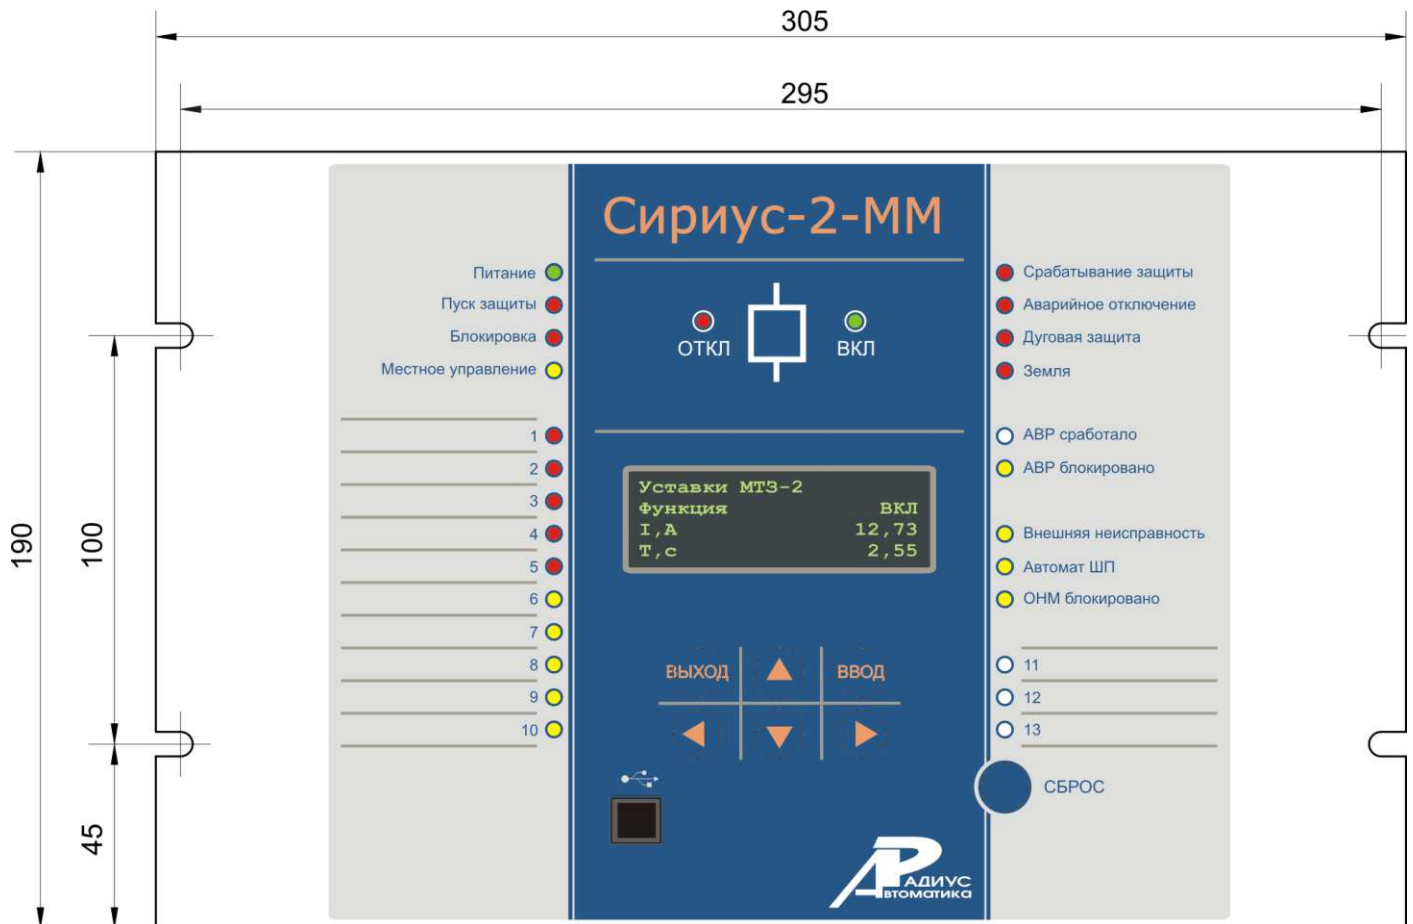 305
295
Сириус-2-ММ
Питание
Пуск защиты
Блокировка
Местное управление
1
2
3
4
5
6
7
8
9
10
ОТКЛ
ВКЛ
Уставки МТЗ-2
Функция ВКЛ
I,А 12,73
Т,с 2,55
ВЫХОД
ВВОД
Срабатывание защиты
Аварийное отключение
Дуговая защита
Земля
АВР сработало
АВР блокировано
Внешняя неисправность
Автомат ШП
ОНМ блокировано
11
12
13
СБРОС
РАДИУС
Автоматика
190
100
45